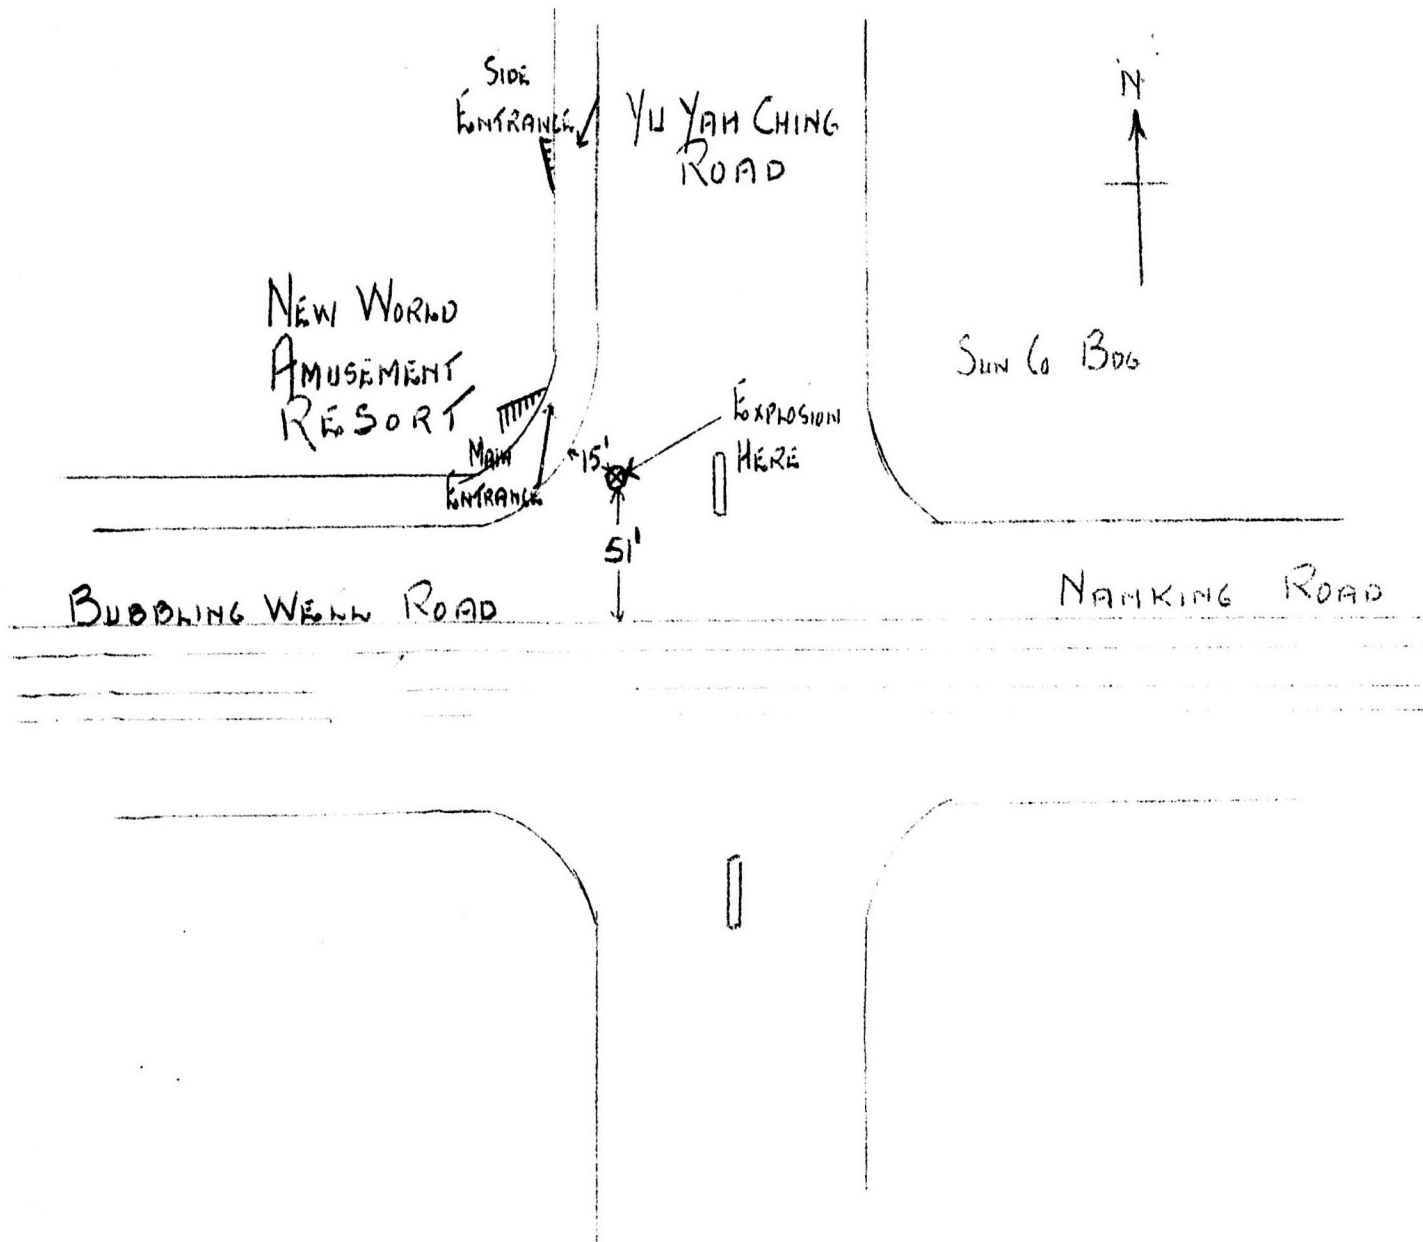 SIDE
ENTRANCE
YU YAH CHING
ROAD
N
NEW WORLD
AMUSEMENT
RESORT
SUN CO BDG
EXPLOSION
HERE
MAIN
ENTRANCE
15'
51'
BUBBLING WELL ROAD
NANKING ROAD